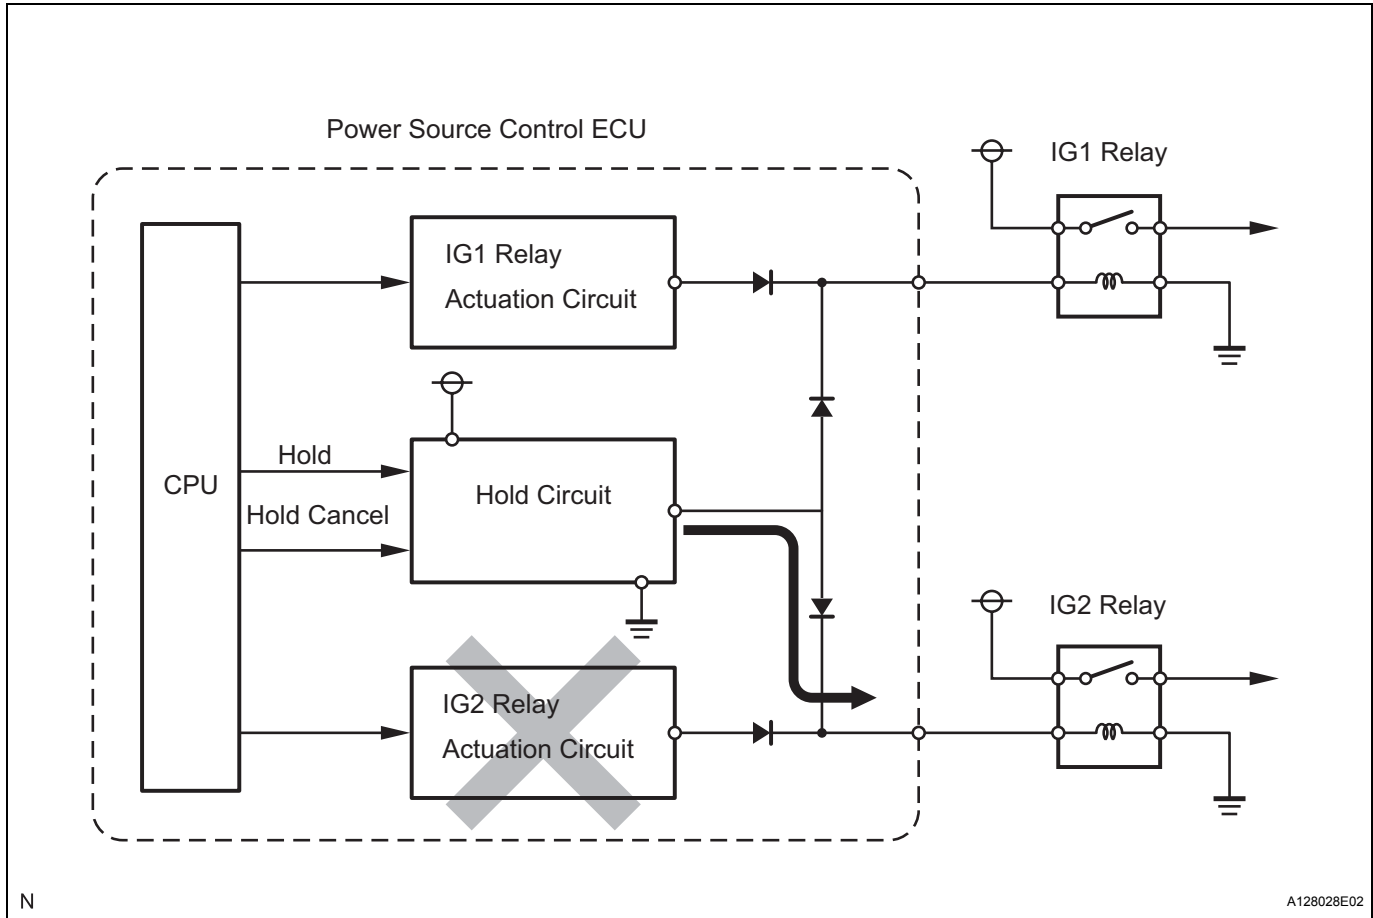 Power Source Control ECU
IG1 Relay
IG1 Relay
Actuation Circuit
Hold
CPU
Hold Circuit
Hold Cancel
IG2 Relay
IG2 Relay
Actuation Circuit
N
A128028E02